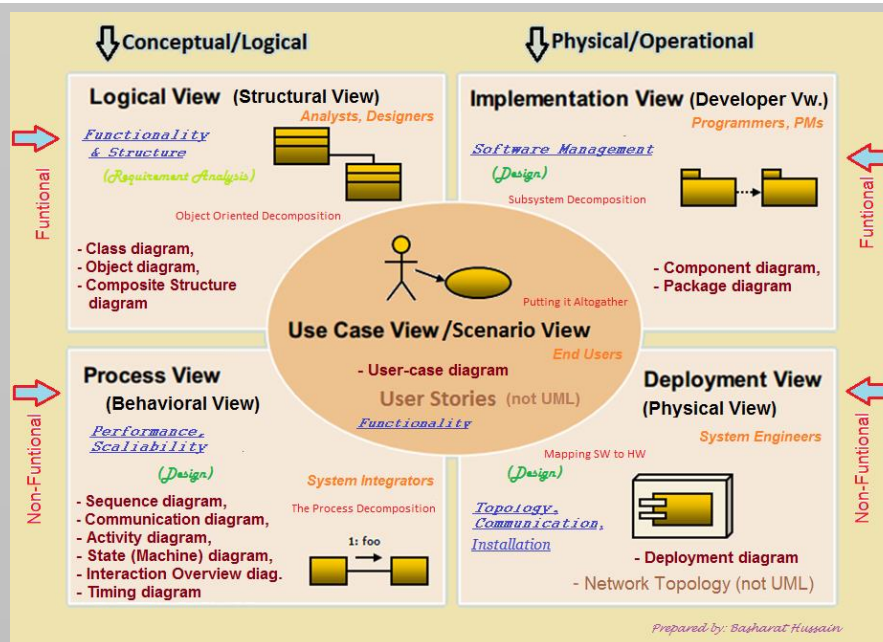 Conceptual/Logical
Physical/Operational
Logical View (Structural View)
Analysts, Designers
Functionality
& Structure
(Requirement Analysis)
Object Oriented Decomposition
- Class diagram,
- Object diagram,
- Composite Structure
diagram
Funtional
Implementation View (Developer Vw.)
Programmers, PMs
Software Management
(Design)
Subsystem Decomposition
- Component diagram,
- Package diagram
Funtional
Putting it Altogather
Use Case View/Scenario View
End Users
- User-case diagram
User Stories (not UML)
Functionality
Process View
(Behavioral View)
Performance,
Scaliability
(Design)
System Integrators
The Process Decomposition
- Sequence diagram,
- Communication diagram,
- Activity diagram,
- State (Machine) diagram,
- Interaction Overview diag.
- Timing diagram
1: foo
Non-Funtional
Deployment View
(Physical View)
System Engineers
Mapping SW to HW
(Design)
Topology,
Communication,
Installation
- Deployment diagram
- Network Topology (not UML)
Non-Funtional
Prepared by: Basharat Hussain